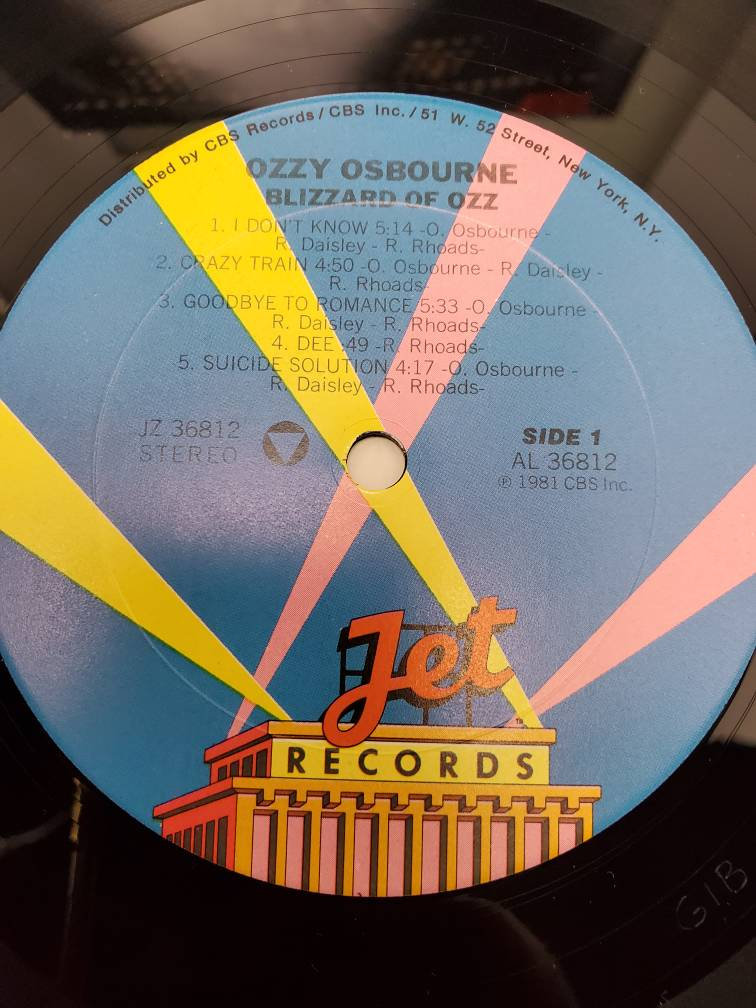 Distributed by CBS Records / CBS Inc. / 51 W. 52 Street, New York, N.Y.
OZZY OSBOURNE
BLIZZARD OF OZZ
1. I DON'T KNOW 5:14 -O. Osbourne -
R. Daisley - R. Rhoads-
2. CRAZY TRAIN 4:50 -O. Osbourne - R. Daisley -
R. Rhoads-
3. GOODBYE TO ROMANCE 5:33 -O. Osbourne -
R. Daisley - R. Rhoads-
4. DEE :49 -R. Rhoads-
5. SUICIDE SOLUTION 4:17 -O. Osbourne -
R. Daisley - R. Rhoads-
JZ 36812
STEREO
SIDE 1
AL 36812
℗ 1981 CBS Inc.
Jet
TM
RECORDS
G1B